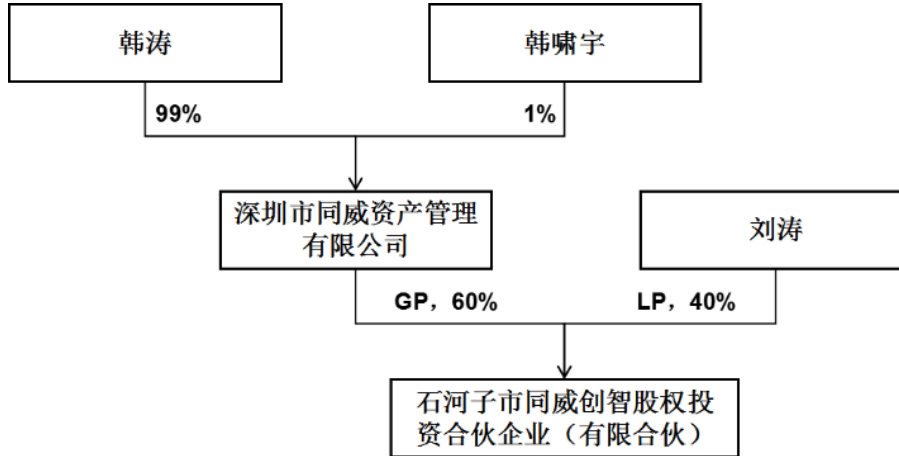 韩涛
韩啸宇
99%
1%
深圳市同威资产管理
有限公司
刘涛
GP，60%
LP，40%
石河子市同威创智股权投
资合伙企业（有限合伙）